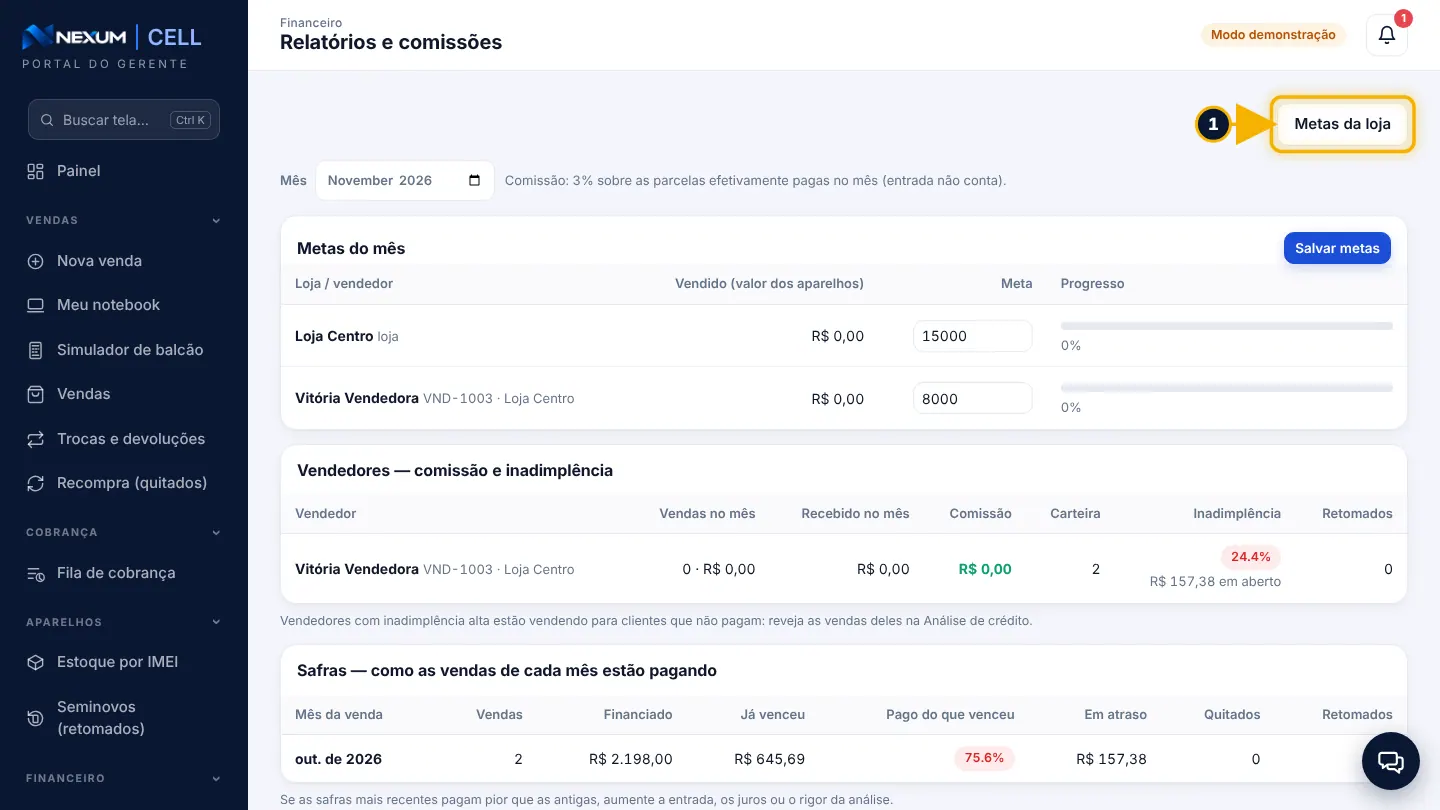 NEXUM | CELL
PORTAL DO GERENTE
Buscar tela... Ctrl K
Painel
VENDAS
Nova venda
Meu notebook
Simulador de balcão
Vendas
Trocas e devoluções
Recompra (quitados)
COBRANÇA
Fila de cobrança
APARELHOS
Estoque por IMEI
Seminovos
(retomados)
FINANCEIRO
Financeiro
Relatórios e comissões
Modo demonstração
1
1
Metas da loja
Mês November 2026 Comissão: 3% sobre as parcelas efetivamente pagas no mês (entrada não conta).
Metas do mês Salvar metas
Loja / vendedor Vendido (valor dos aparelhos) Meta Progresso
Loja Centro loja R$ 0,00 15000 0%
Vitória Vendedora VND-1003 · Loja Centro R$ 0,00 8000 0%
Vendedores — comissão e inadimplência
Vendedor Vendas no mês Recebido no mês Comissão Carteira Inadimplência Retomados
Vitória Vendedora VND-1003 · Loja Centro 0 · R$ 0,00 R$ 0,00 R$ 0,00 2 24.4% 0
R$ 157,38 em aberto
Vendedores com inadimplência alta estão vendendo para clientes que não pagam: reveja as vendas deles na Análise de crédito.
Safras — como as vendas de cada mês estão pagando
Mês da venda Vendas Financiado Já venceu Pago do que venceu Em atraso Quitados Retomados
out. de 2026 2 R$ 2.198,00 R$ 645,69 75.6% R$ 157,38 0
Se as safras mais recentes pagam pior que as antigas, aumente a entrada, os juros ou o rigor da análise.